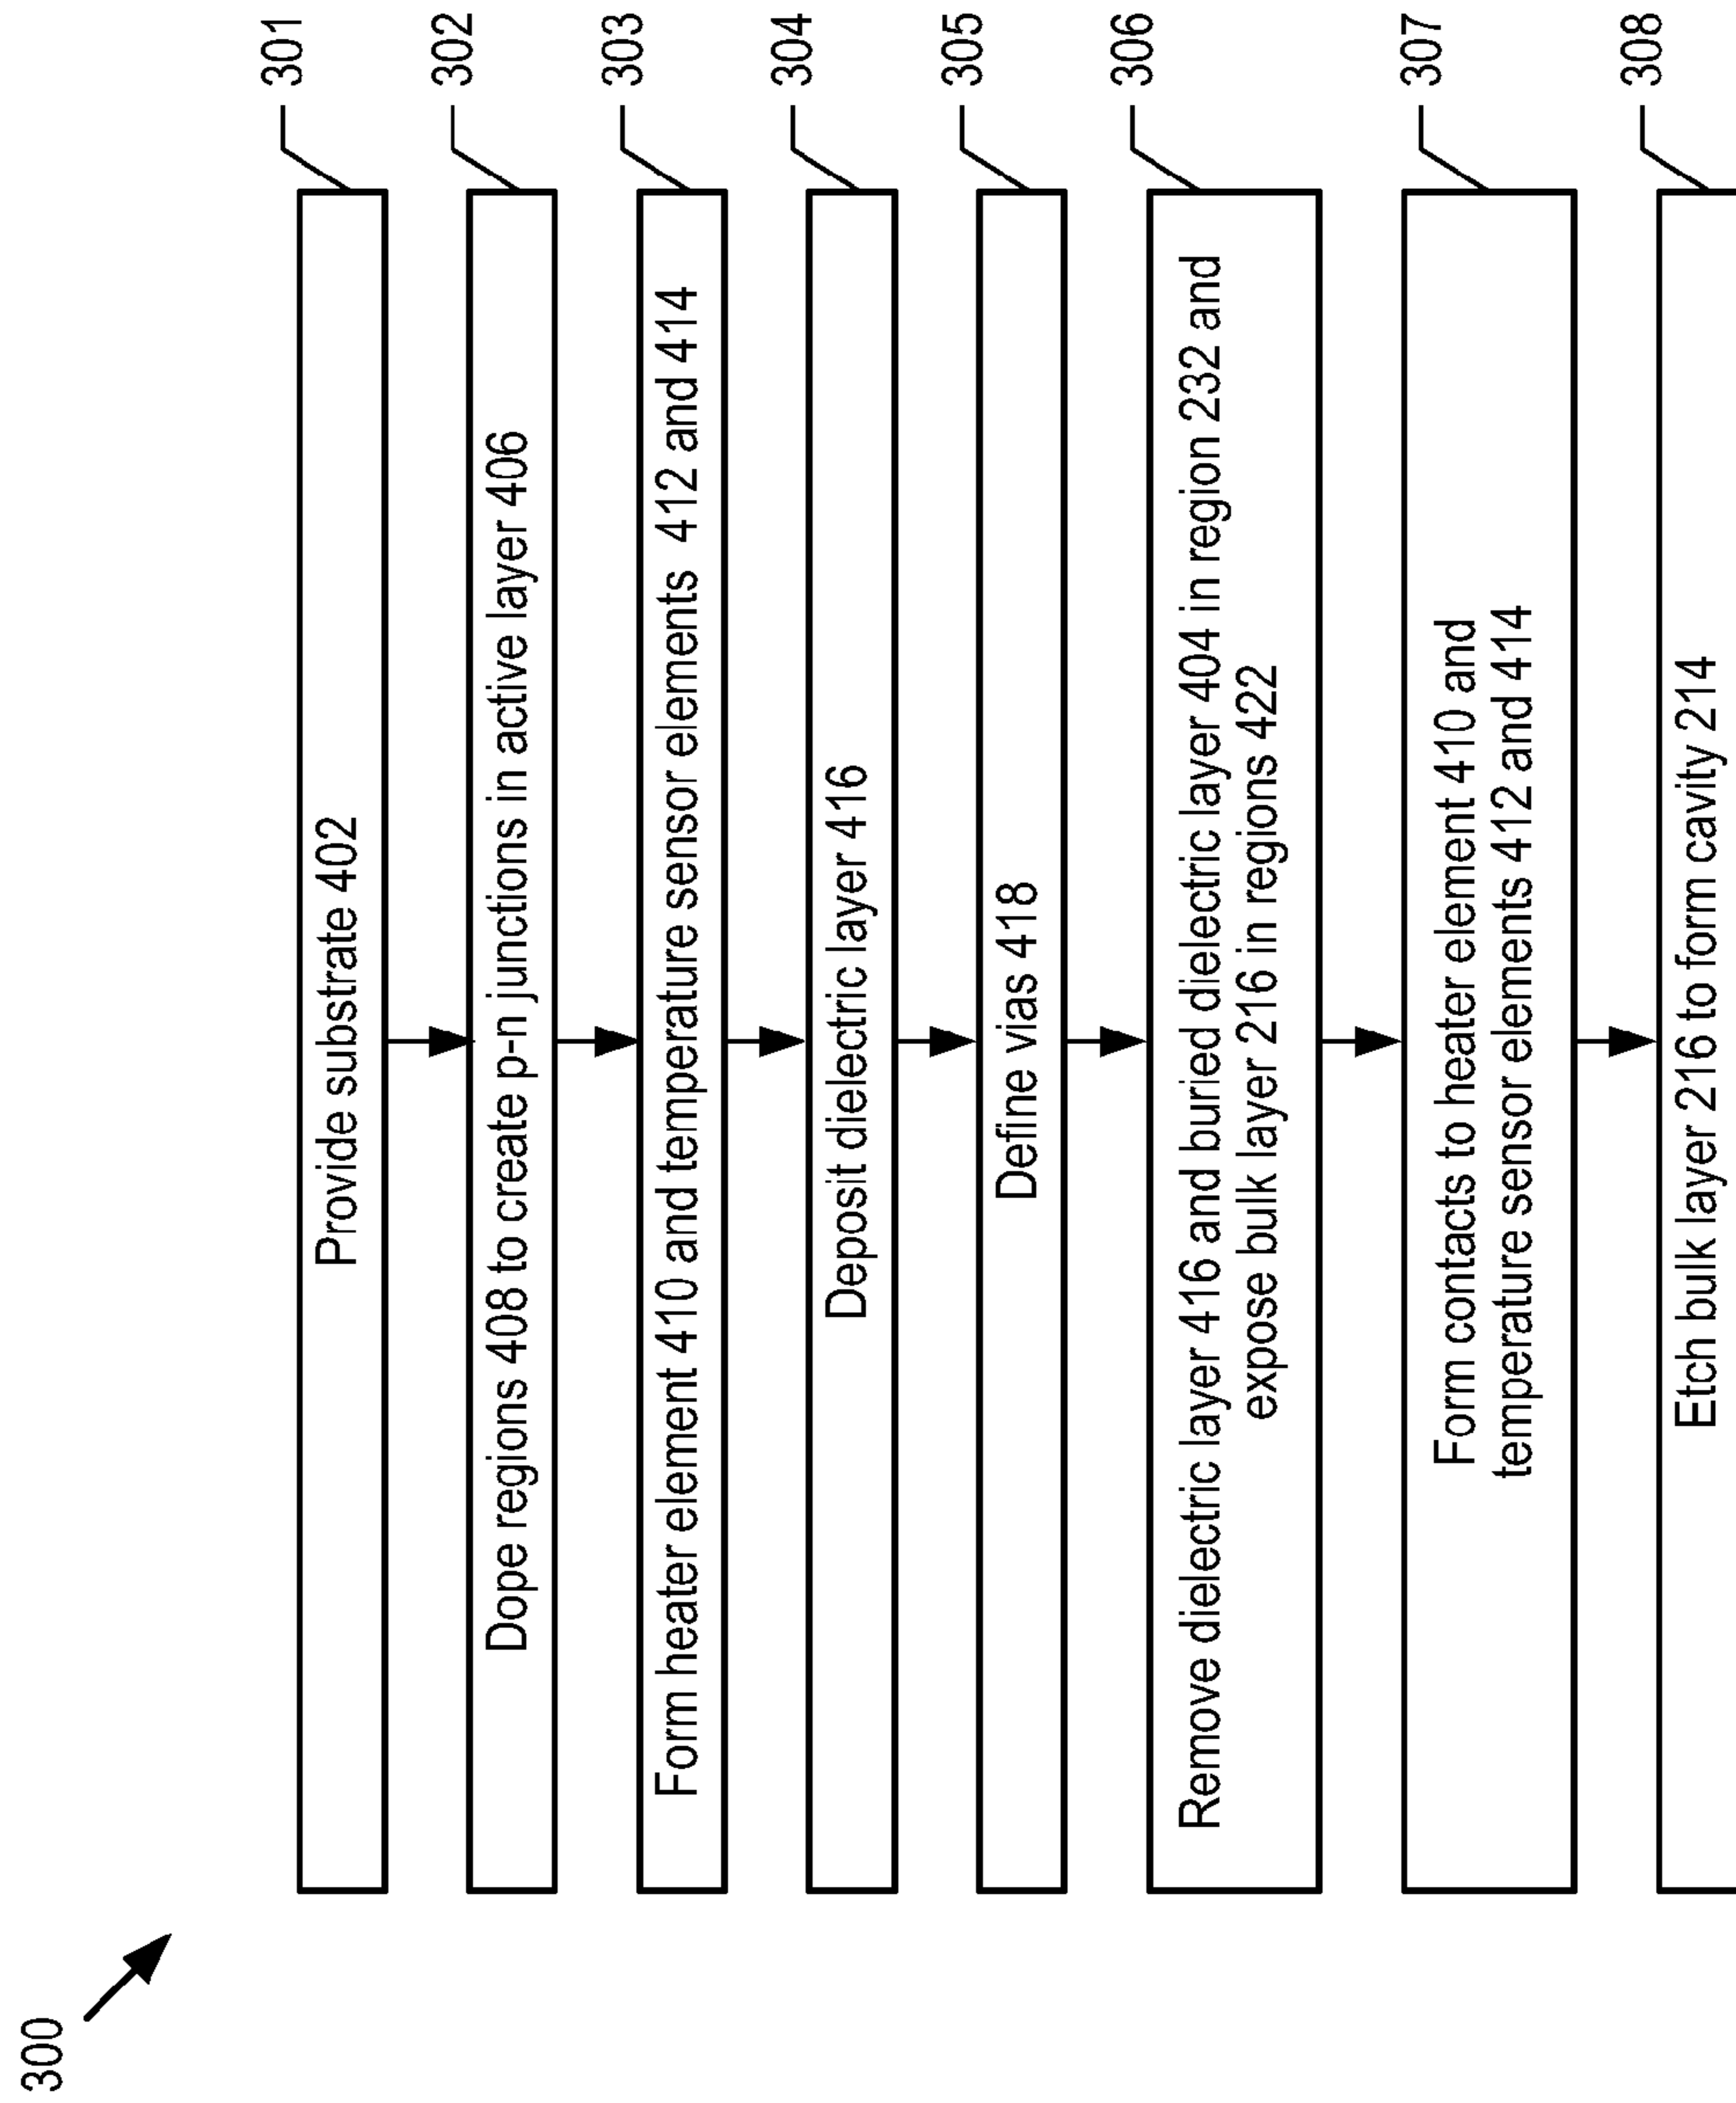 300
Provide substrate 402
301
Dope regions 408 to create p-n junctions in active layer 406
302
Form heater element 410 and temperature sensor elements 412 and 414
303
Deposit dielectric layer 416
304
Define vias 418
305
Remove dielectric layer 416 and buried dielectric layer 404 in region 232 and
expose bulk layer 216 in regions 422
306
Form contacts to heater element 410 and
temperature sensor elements 412 and 414
307
Etch bulk layer 216 to form cavity 214
308